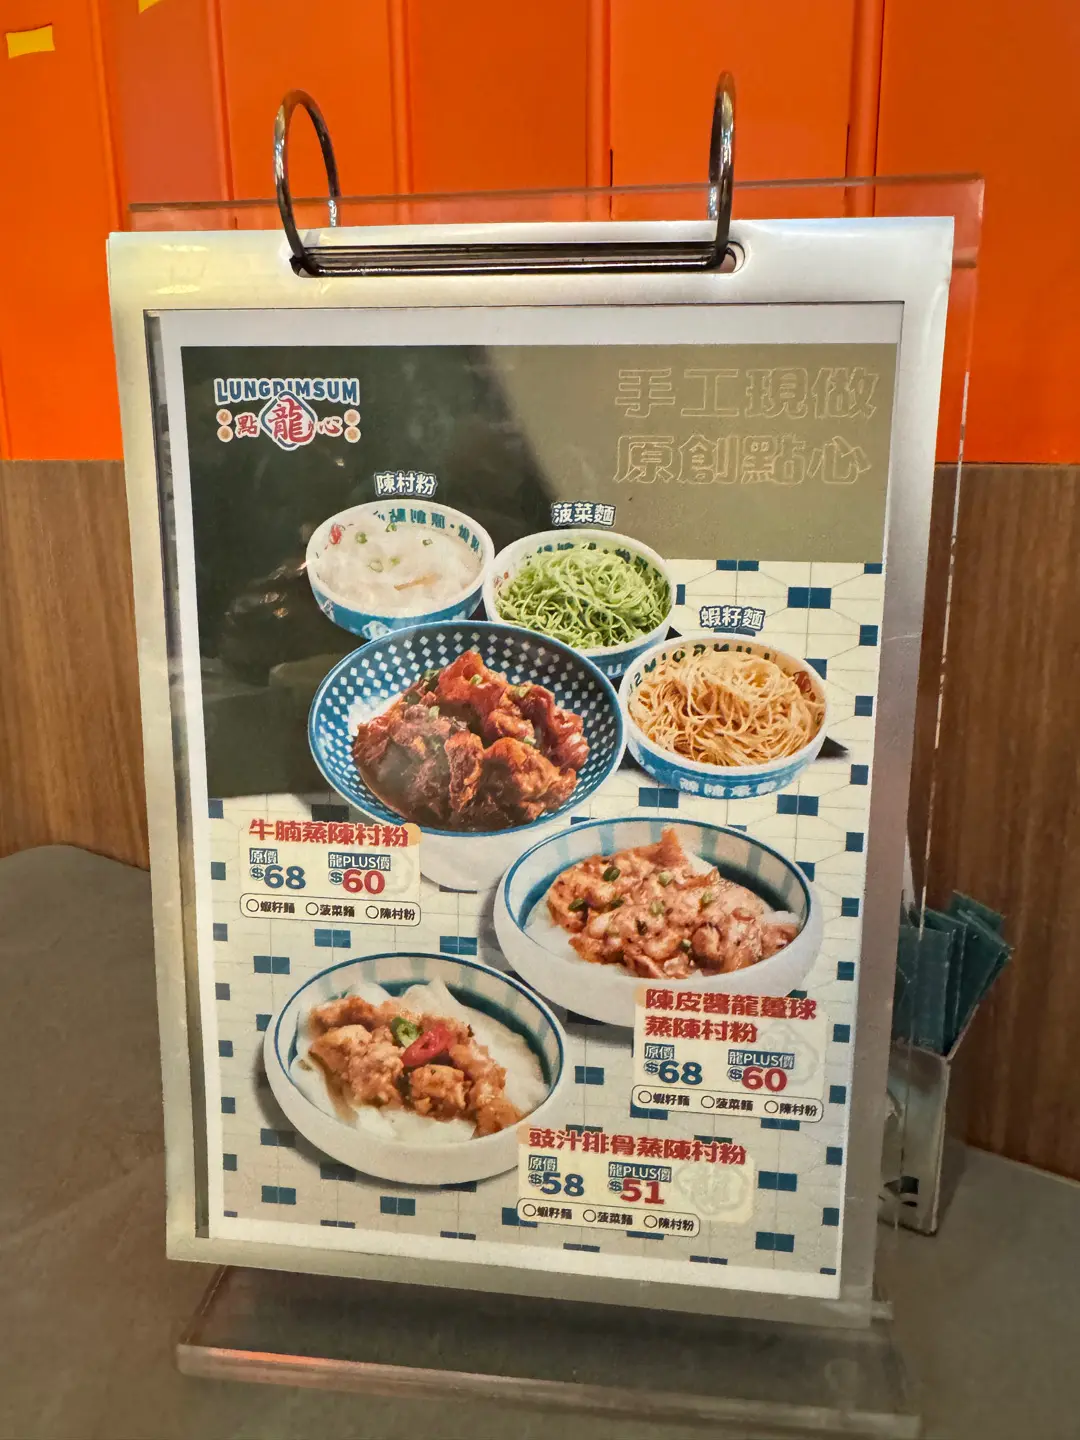 LUNGDIMSUM
點龍心
手工現做
原創點心
陳村粉
菠菜麵
蝦籽麵
牛腩蒸陳村粉
原價 龍PLUS價
$68 $60
蝦籽麵 菠菜麵 陳村粉
陳皮醬龍躉球
蒸陳村粉
原價 龍PLUS價
$68 $60
蝦籽麵 菠菜麵 陳村粉
豉汁排骨蒸陳村粉
原價 龍PLUS價
$58 $51
蝦籽麵 菠菜麵 陳村粉